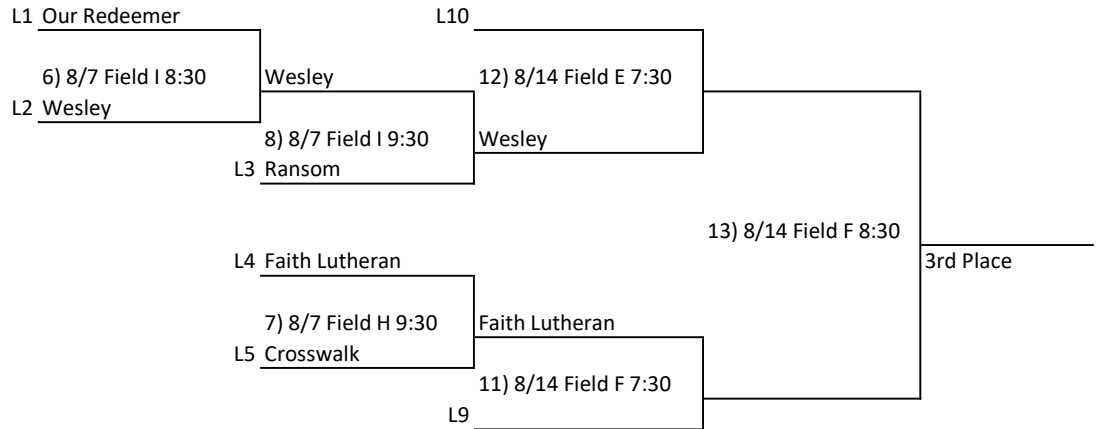 L1 Our Redeemer
L10
6) 8/7 Field I 8:30
Wesley
12) 8/14 Field E 7:30
L2 Wesley
8) 8/7 Field I 9:30
Wesley
L3 Ransom
13) 8/14 Field F 8:30
L4 Faith Lutheran
3rd Place
7) 8/7 Field H 9:30
Faith Lutheran
L5 Crosswalk
11) 8/14 Field F 7:30
L9